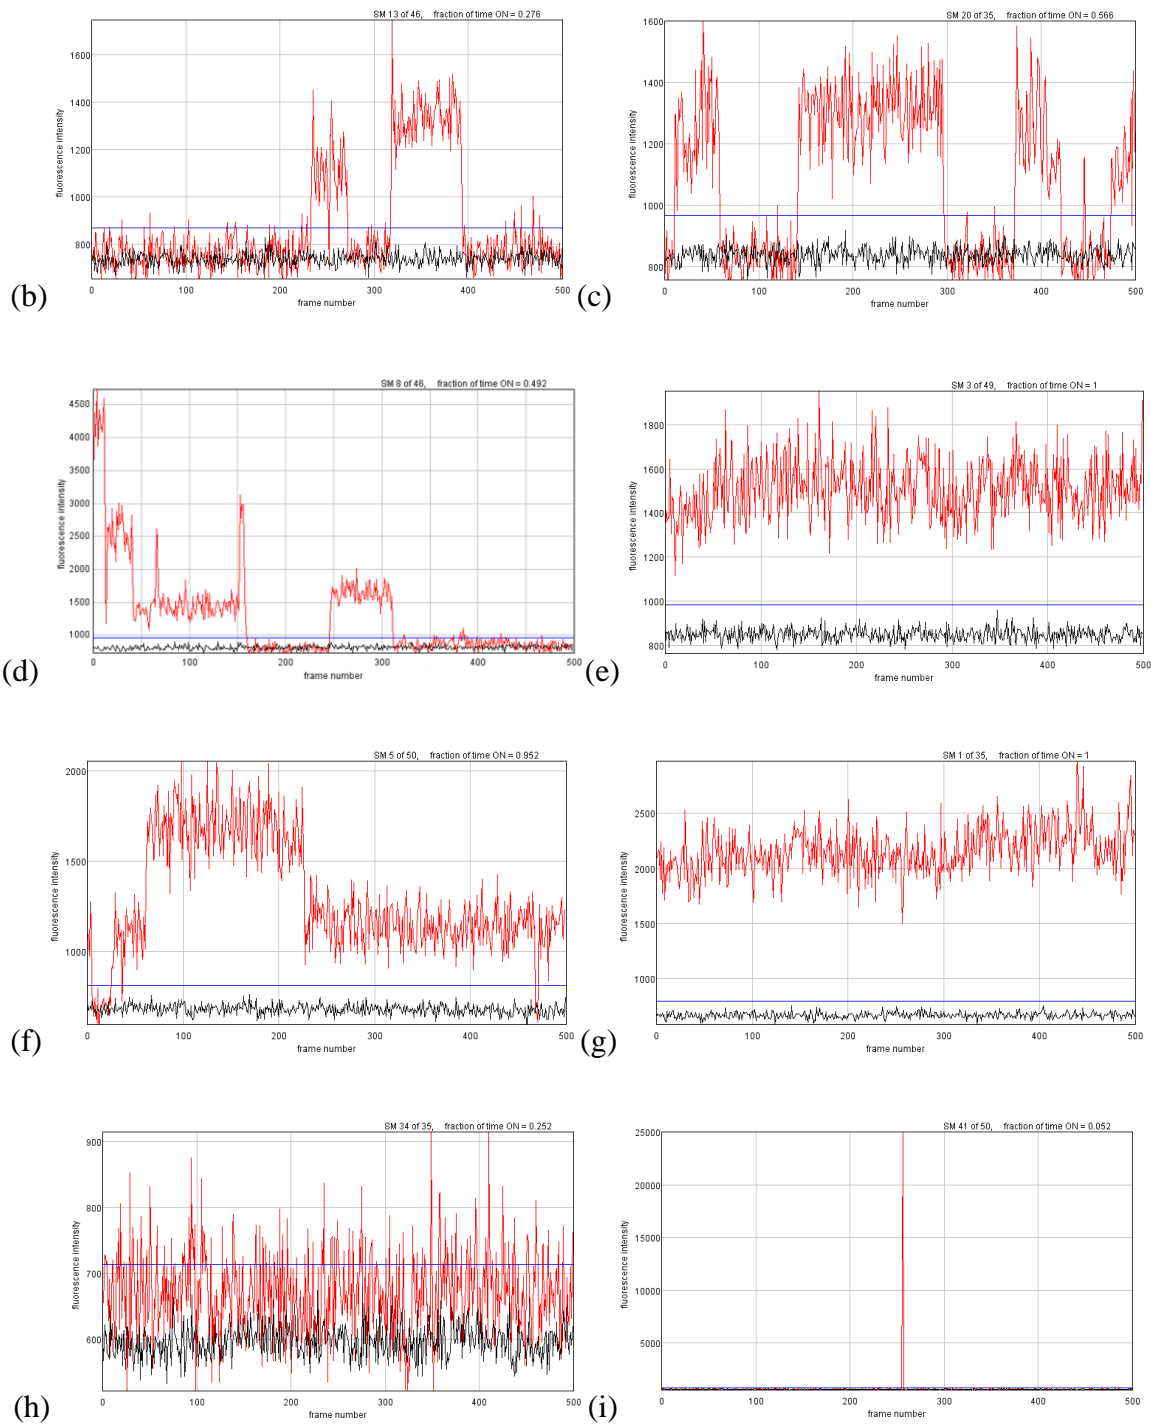 SM 13 of 46, fraction of time ON = 0.276
fluorescence intensity
1600
1400
1200
1000
800
0 100 200 300 400 500
frame number
(b)
SM 20 of 35, fraction of time ON = 0.566
fluorescence intensity
1600
1400
1200
1000
800
0 100 200 300 400 500
frame number
(c)
SM 8 of 46, fraction of time ON = 0.492
fluorescence intensity
4500
4000
3500
3000
2500
2000
1500
1000
0 100 200 300 400 500
frame number
(d)
SM 3 of 49, fraction of time ON = 1
fluorescence intensity
1800
1600
1400
1200
1000
800
0 100 200 300 400 500
frame number
(e)
SM 5 of 50, fraction of time ON = 0.952
fluorescence intensity
2000
1500
1000
0 100 200 300 400 500
frame number
(f)
SM 1 of 35, fraction of time ON = 1
fluorescence intensity
2500
2000
1500
1000
0 100 200 300 400 500
frame number
(g)
SM 34 of 35, fraction of time ON = 0.252
fluorescence intensity
900
800
700
600
0 100 200 300 400 500
frame number
(h)
SM 41 of 50, fraction of time ON = 0.052
fluorescence intensity
25000
20000
15000
10000
5000
0 100 200 300 400 500
frame number
(i)